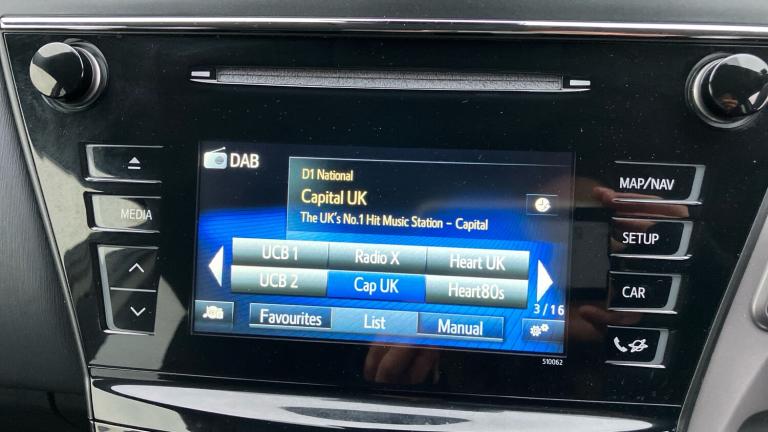 DAB
D1 National
Capital UK
The UK's No.1 Hit Music Station - Capital
UCB 1 Radio X Heart UK
UCB 2 Cap UK Heart80s
3 / 16
Favourites List Manual
510062
MEDIA
MAP/NAV
SETUP
CAR